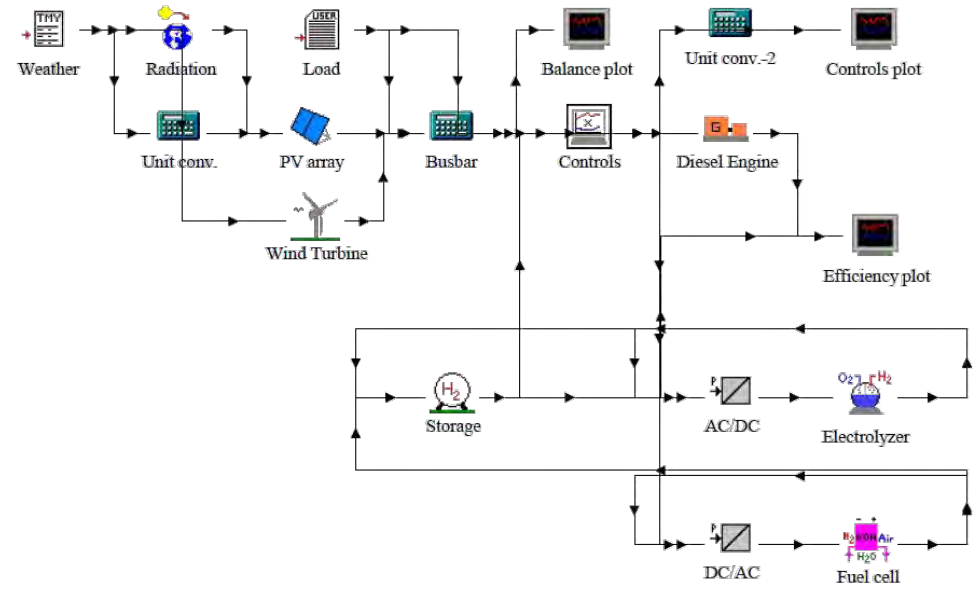 TMY
USER
Weather
Radiation
Load
Balance plot
Unit conv.-2
Controls plot
Unit conv.
PV array
Busbar
Controls
G
Diesel Engine
Wind Turbine
Efficiency plot
H2
Storage
P
AC/DC
O2 H2
Electrolyzer
P
DC/AC
- +
H2 KOH Air
H2O
Fuel cell